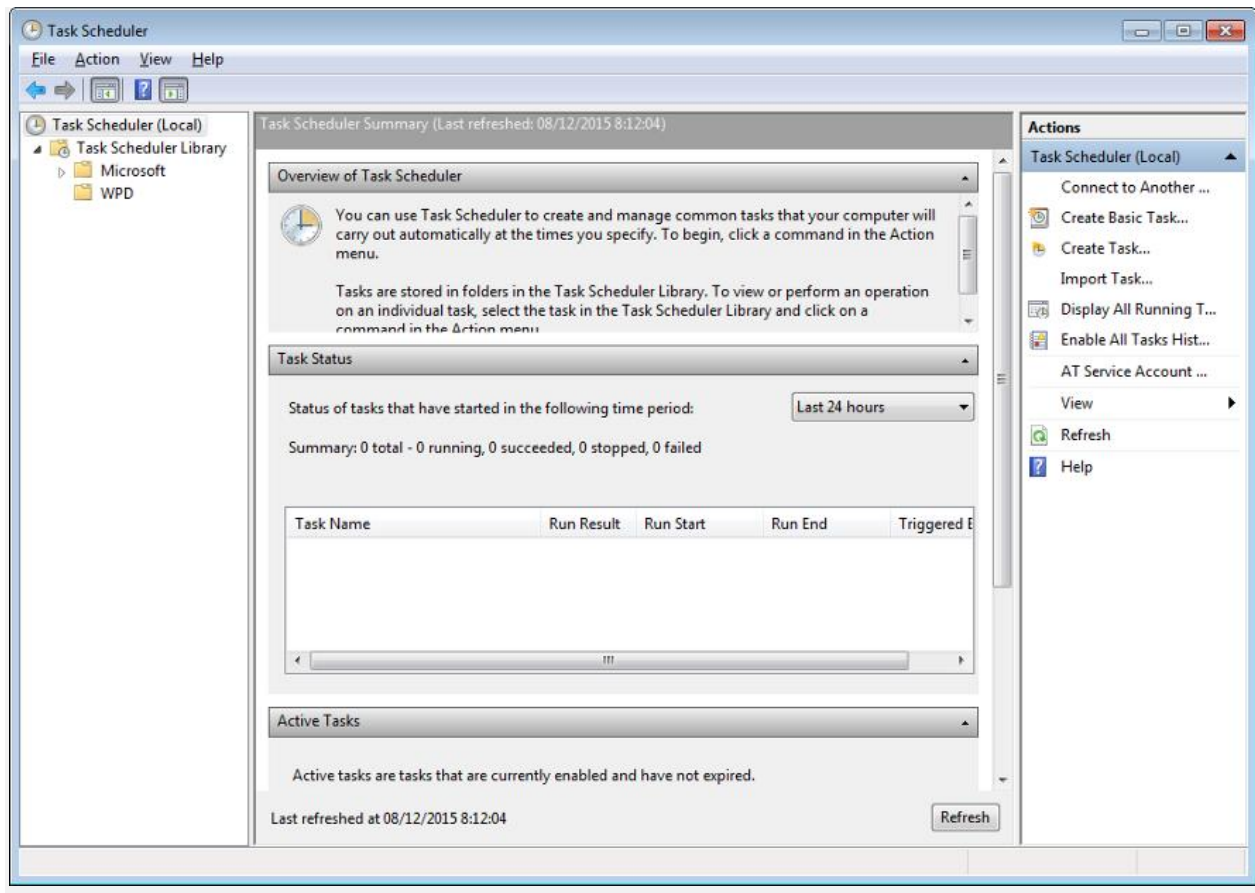 Task Scheduler
File Action View Help
Task Scheduler (Local)
Task Scheduler Library
Microsoft
WPD
Task Scheduler Summary (Last refreshed: 08/12/2015 8:12:04)
Overview of Task Scheduler
You can use Task Scheduler to create and manage common tasks that your computer will
carry out automatically at the times you specify. To begin, click a command in the Action
menu.
Tasks are stored in folders in the Task Scheduler Library. To view or perform an operation
on an individual task, select the task in the Task Scheduler Library and click on a
command in the Action menu
Task Status
Status of tasks that have started in the following time period: Last 24 hours
Summary: 0 total - 0 running, 0 succeeded, 0 stopped, 0 failed
Task Name Run Result Run Start Run End Triggered
Active Tasks
Active tasks are tasks that are currently enabled and have not expired.
Last refreshed at 08/12/2015 8:12:04 Refresh
Actions
Task Scheduler (Local)
Connect to Another ...
Create Basic Task...
Create Task...
Import Task...
Display All Running T...
Enable All Tasks Hist...
AT Service Account ...
View
Refresh
Help